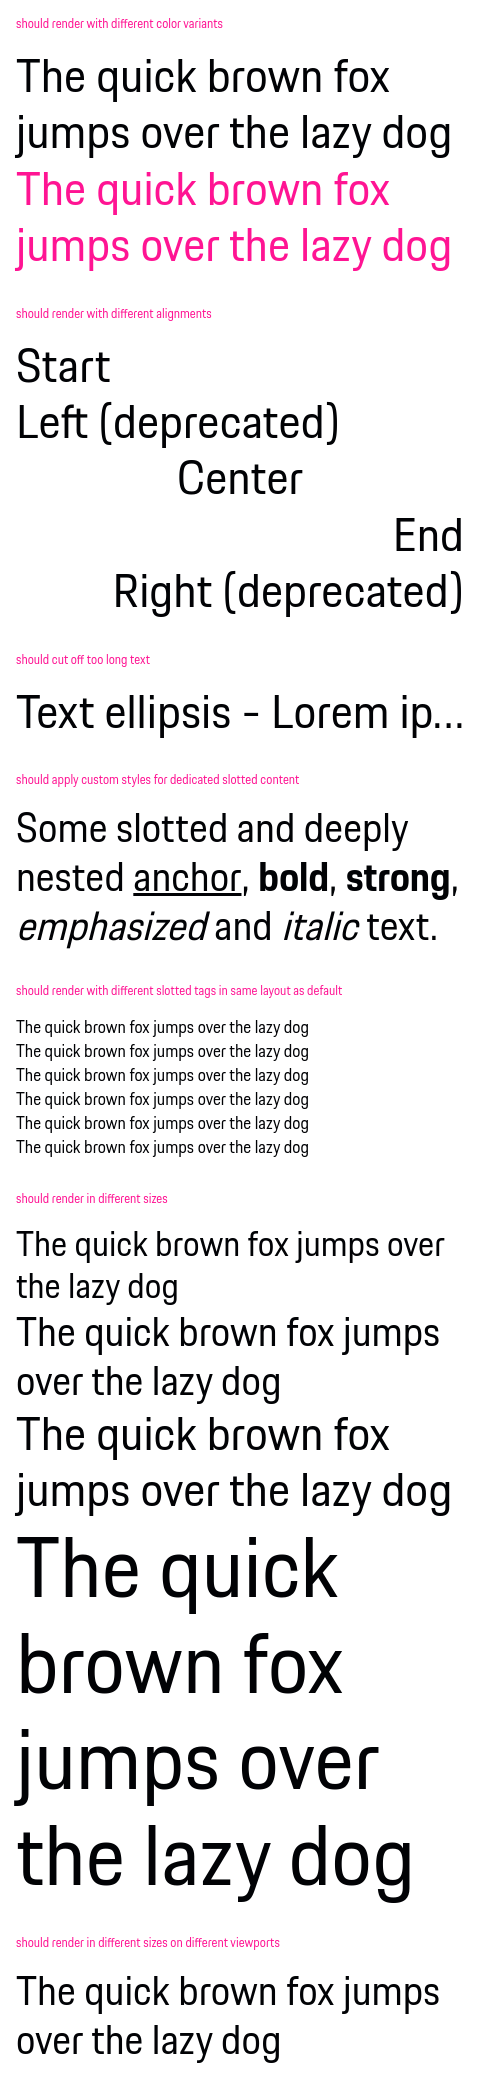 should render with different color variants
The quick brown fox
jumps over the lazy dog
The quick brown fox
jumps over the lazy dog
should render with different alignments
Start
Left (deprecated)
Center
End
Right (deprecated)
should cut off too long text
Text ellipsis - Lorem ip...
should apply custom styles for dedicated slotted content
Some slotted and deeply
nested anchor, bold, strong,
emphasized and italic text.
should render with different slotted tags in same layout as default
The quick brown fox jumps over the lazy dog
The quick brown fox jumps over the lazy dog
The quick brown fox jumps over the lazy dog
The quick brown fox jumps over the lazy dog
The quick brown fox jumps over the lazy dog
The quick brown fox jumps over the lazy dog
should render in different sizes
The quick brown fox jumps over
the lazy dog
The quick brown fox jumps
over the lazy dog
The quick brown fox
jumps over the lazy dog
The quick
brown fox
jumps over
the lazy dog
should render in different sizes on different viewports
The quick brown fox jumps
over the lazy dog